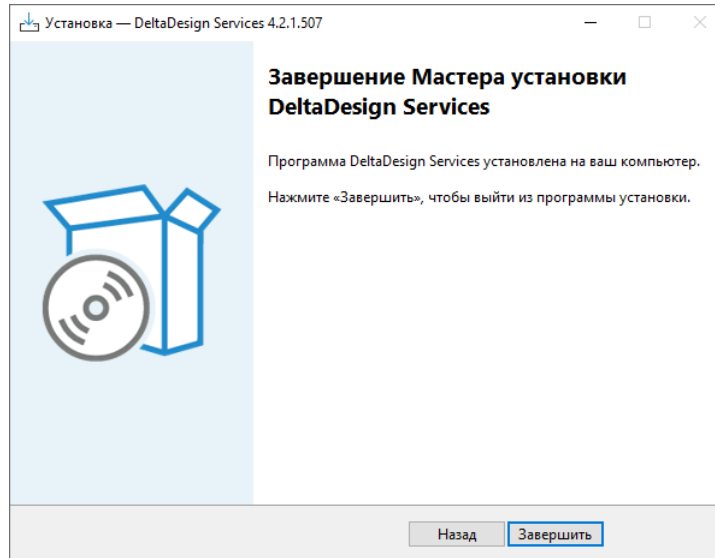 Установка — DeltaDesign Services 4.2.1.507
Завершение Мастера установки
DeltaDesign Services
Программа DeltaDesign Services установлена на ваш компьютер.
Нажмите «Завершить», чтобы выйти из программы установки.
Назад
Завершить